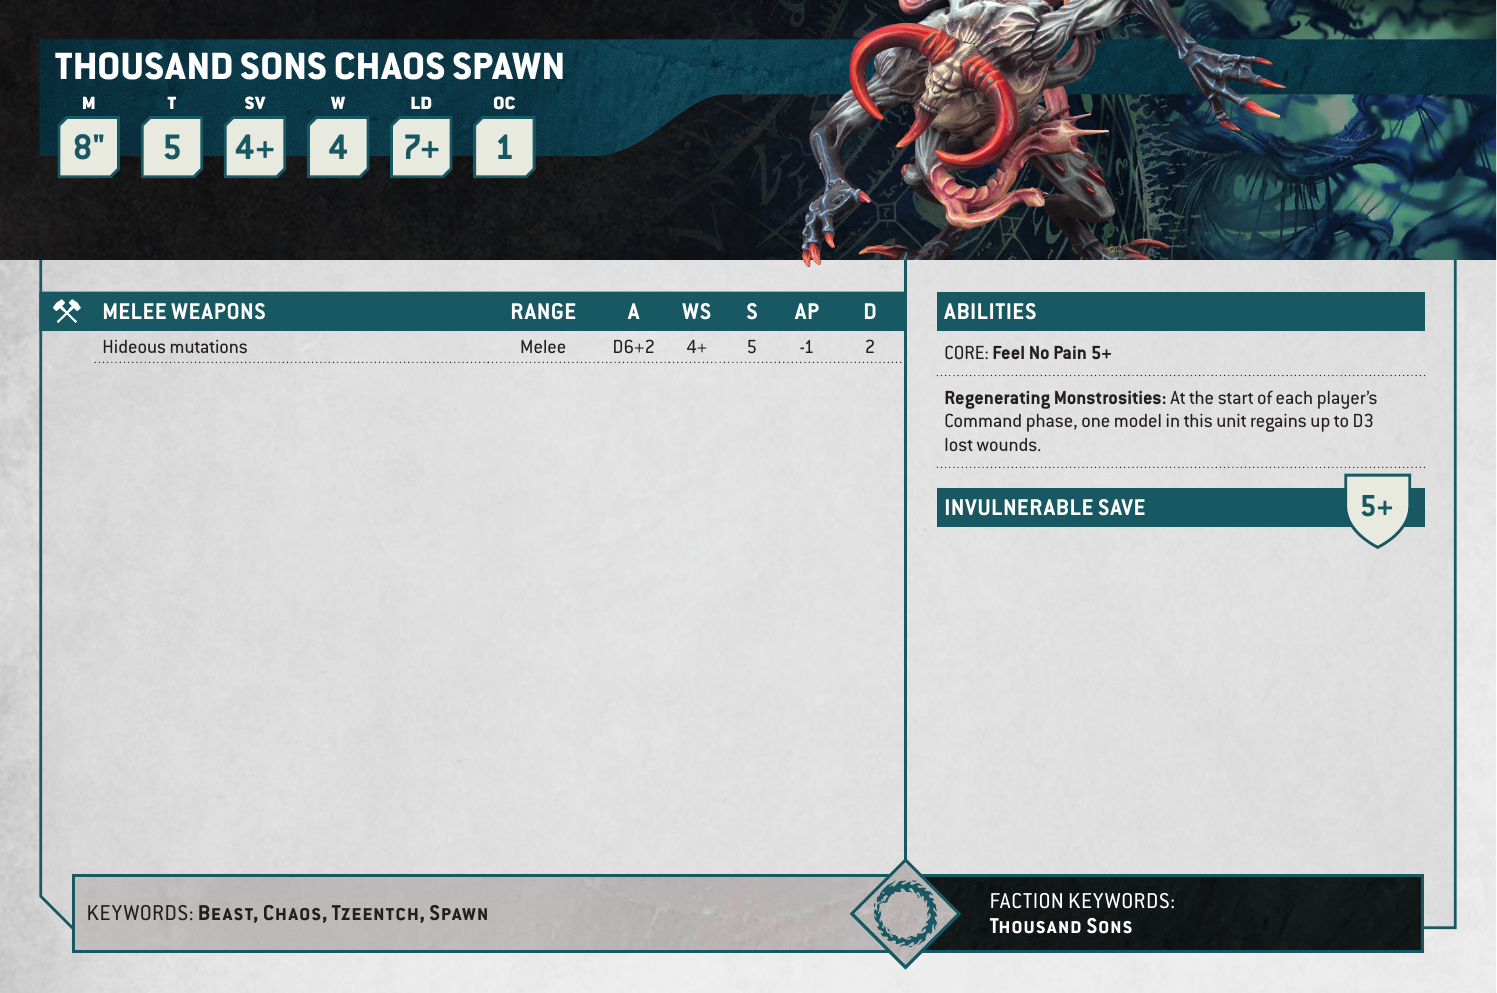 THOUSAND SONS CHAOS SPAWN
M T SV W LD OC
8" 5 4+ 4 7+ 1
MELEE WEAPONS RANGE A WS S AP D
Hideous mutations Melee D6+2 4+ 5 -1 2
ABILITIES
CORE: Feel No Pain 5+
Regenerating Monstrosities: At the start of each player's
Command phase, one model in this unit regains up to D3
lost wounds.
INVULNERABLE SAVE 5+
KEYWORDS: BEAST, CHAOS, TZEENTCH, SPAWN
FACTION KEYWORDS:
THOUSAND SONS